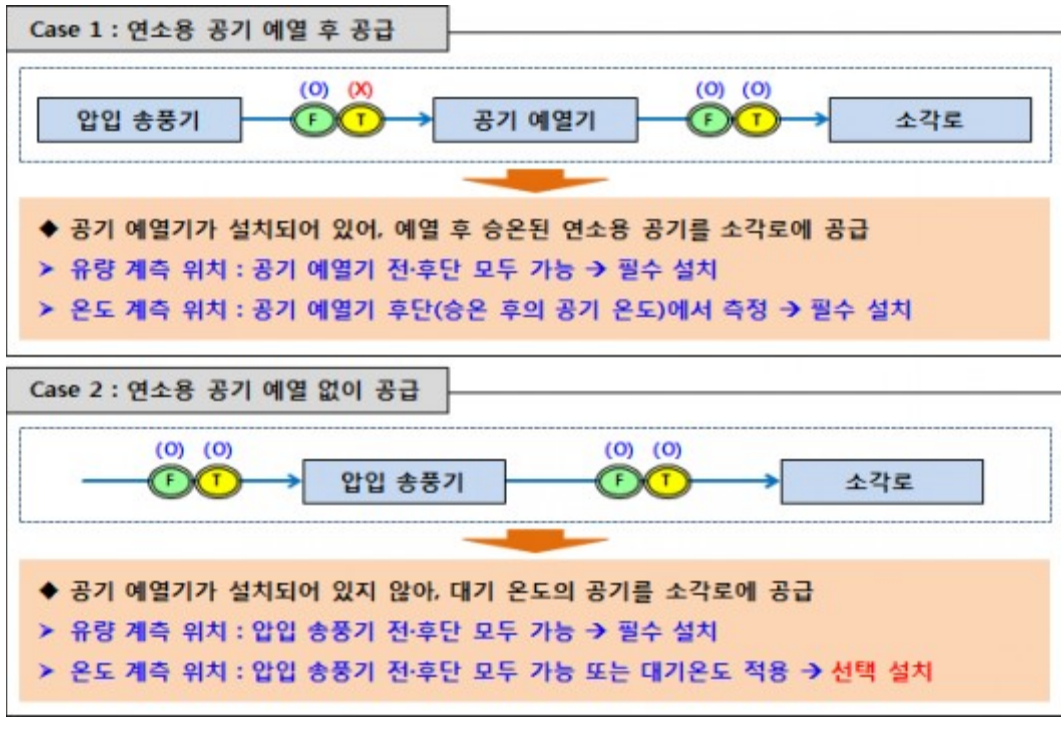 Case 1 : 연소용 공기 예열 후 공급
(O) (X) (O) (O)
압입 송풍기 F T 공기 예열기 F T 소각로
◆ 공기 예열기가 설치되어 있어, 예열 후 승온된 연소용 공기를 소각로에 공급
➢ 유량 계측 위치 : 공기 예열기 전·후단 모두 가능 → 필수 설치
➢ 온도 계측 위치 : 공기 예열기 후단(승온 후의 공기 온도)에서 측정 → 필수 설치
Case 2 : 연소용 공기 예열 없이 공급
(O) (O) (O) (O)
F T 압입 송풍기 F T 소각로
◆ 공기 예열기가 설치되어 있지 않아, 대기 온도의 공기를 소각로에 공급
➢ 유량 계측 위치 : 압입 송풍기 전·후단 모두 가능 → 필수 설치
➢ 온도 계측 위치 : 압입 송풍기 전·후단 모두 가능 또는 대기온도 적용 → 선택 설치